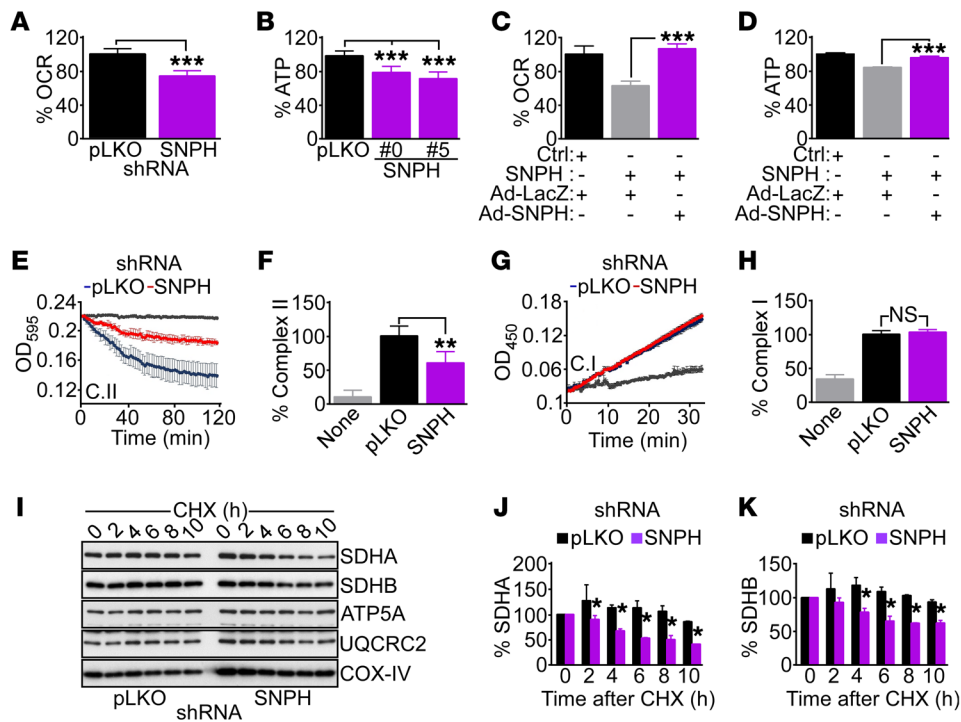 A
% OCR
120
80
40
0
***
pLKO SNPH
shRNA
B
% ATP
120
80
40
0
*** ***
pLKO #0 #5
SNPH
C
% OCR
120
80
40
0
***
Ctrl: + - -
SNPH : - + +
Ad-LacZ: + + -
Ad-SNPH: - - +
D
% ATP
120
80
40
0
***
Ctrl: + - -
SNPH : - + +
Ad-LacZ: + + -
Ad-SNPH: - - +
E
shRNA
pLKO SNPH
OD595
0.24
0.2
0.16
0.12
C.II
0 40 80 120
Time (min)
F
% Complex II
150
100
50
0
**
None pLKO SNPH
G
shRNA
pLKO SNPH
OD450
0.18
0.15
0.12
0.1
C.I
0 10 20 30
Time (min)
H
% Complex I
150
100
50
0
NS
None pLKO SNPH
I
CHX (h)
0 2 4 6 8 10 0 2 4 6 8 10
SDHA
SDHB
ATP5A
UQCRC2
COX-IV
pLKO SNPH
shRNA
J
shRNA
pLKO SNPH
% SDHA
200
150
100
50
0
* * * * *
0 2 4 6 8 10
Time after CHX (h)
K
shRNA
pLKO SNPH
% SDHB
150
100
50
0
* * * *
0 2 4 6 8 10
Time after CHX (h)